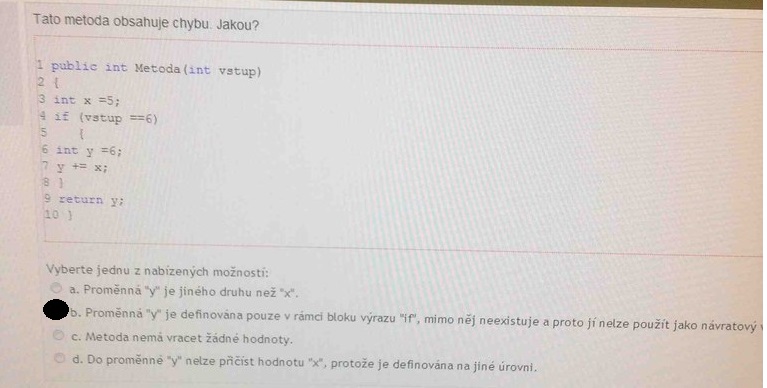 Tato metoda obsahuje chybu. Jakou?
1 public int Metoda(int vstup)
2 {
3 int x =5;
4 if (vstup ==6)
5 {
6 int y =6;
7 y += x;
8 }
9 return y;
10 }
Vyberte jednu z nabízených možností:
a. Proměnná "y" je jiného druhu než "x".
b. Proměnná "y" je definována pouze v rámci bloku výrazu "if", mimo něj neexistuje a proto jí nelze použít jako návratový
c. Metoda nemá vracet žádné hodnoty.
d. Do proměnné "y" nelze přičíst hodnotu "x", protože je definována na jiné úrovni.